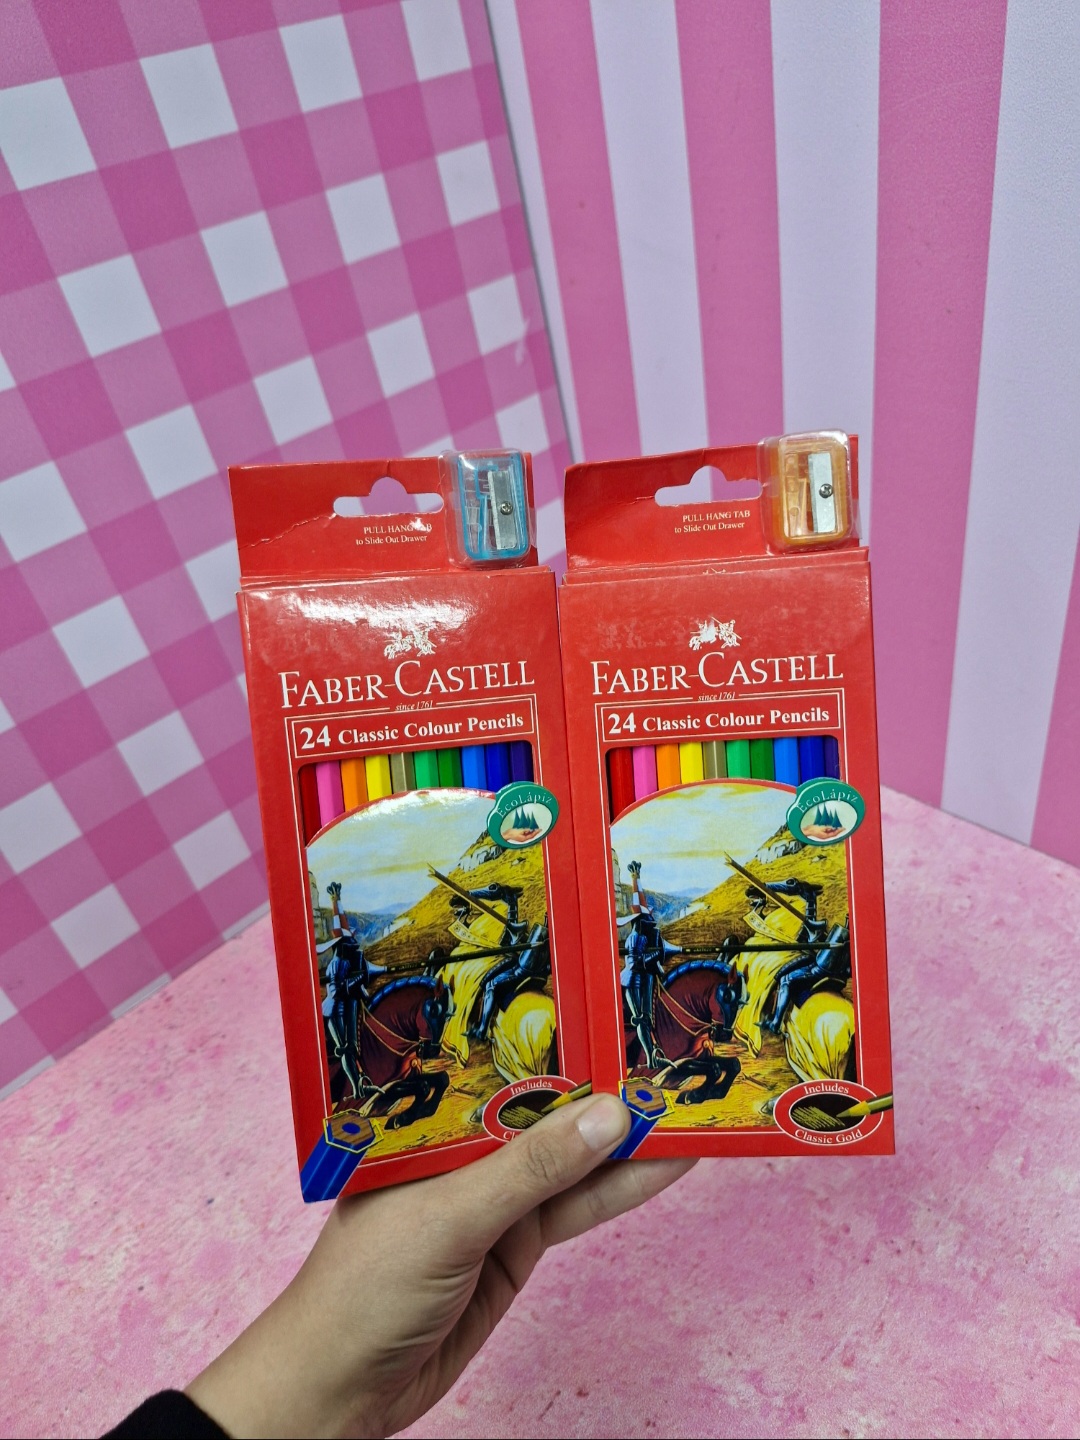 PULL HANG TAB
to Slide Out Drawer
FABER-CASTELL
since 1761
24 Classic Colour Pencils
EcoLápiz
Includes
PULL HANG TAB
to Slide Out Drawer
FABER-CASTELL
since 1761
24 Classic Colour Pencils
EcoLápiz
Includes
Classic Gold